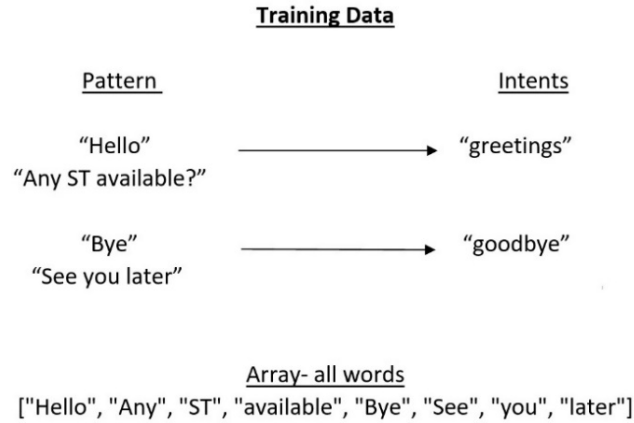 Training Data
Pattern Intents
“Hello” “greetings”
“Any ST available?”
“Bye” “goodbye”
“See you later”
Array- all words
["Hello", "Any", "ST", "available", "Bye", "See", "you", "later"]